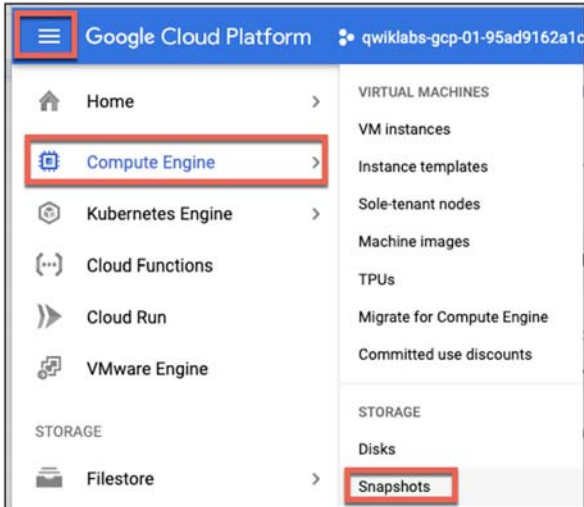 Google Cloud Platform
qwiklabs-gcp-01-95ad9162a1c
Home
Compute Engine
Kubernetes Engine
Cloud Functions
Cloud Run
VMware Engine
STORAGE
Filestore
VIRTUAL MACHINES
VM instances
Instance templates
Sole-tenant nodes
Machine images
TPUs
Migrate for Compute Engine
Committed use discounts
STORAGE
Disks
Snapshots